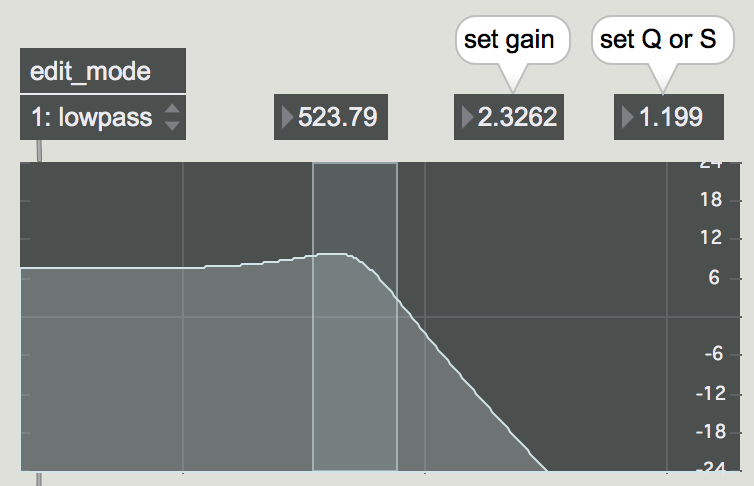 set gain
set Q or S
edit_mode
1: lowpass
523.79
2.3262
1.199
24
18
12
6
-6
-12
-18
-24